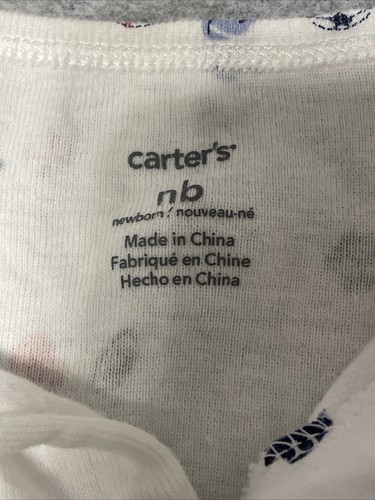 carter's
nb
newborn / nouveau-né
Made in China
Fabriqué en Chine
Hecho en China